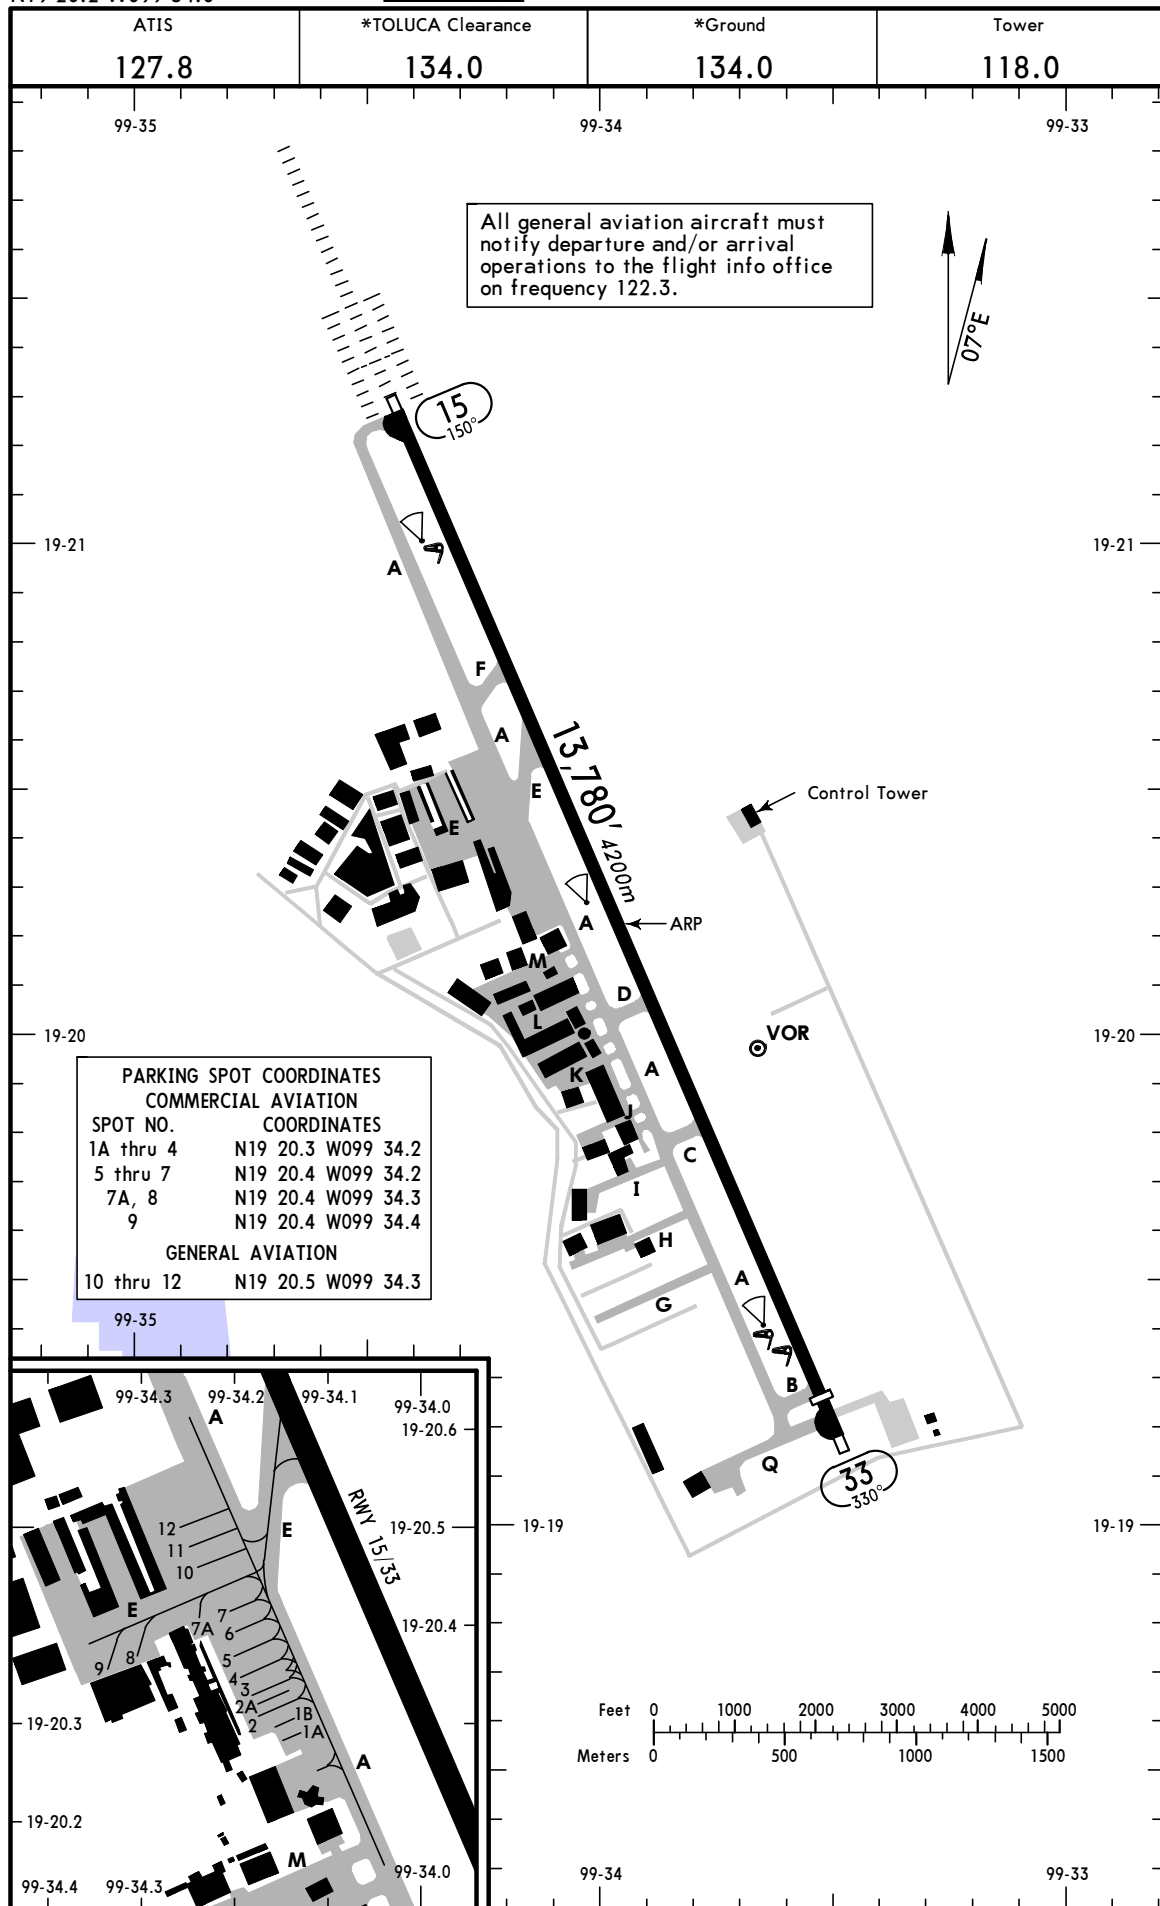 ATIS
127.8
*TOLUCA Clearance
134.0
*Ground
134.0
Tower
118.0
99-35
99-34
99-33
All general aviation aircraft must
notify departure and/or arrival
operations to the flight info office
on frequency 122.3.
07°E
15
150°
19-21
19-21
A
F
A
13,780' 4200m
E
Control Tower
E
A
ARP
M
D
L
19-20
19-20
VOR
A
K
J
C
I
H
A
G
B
Q
33
330°
PARKING SPOT COORDINATES
COMMERCIAL AVIATION
SPOT NO. COORDINATES
1A thru 4 N19 20.3 W099 34.2
5 thru 7 N19 20.4 W099 34.2
7A, 8 N19 20.4 W099 34.3
9 N19 20.4 W099 34.4
GENERAL AVIATION
10 thru 12 N19 20.5 W099 34.3
99-35
99-34.3
99-34.2
99-34.1
99-34.0
A
19-20.6
RWY 15/33
12
11
10
E
19-20.5
19-19
19-19
E
7
7A
6
9
8
5
4
3
2A
2
1B
1A
19-20.4
19-20.3
A
19-20.2
M
99-34.0
99-34.4
99-34.3
Feet 0 1000 2000 3000 4000 5000
Meters 0 500 1000 1500
99-34
99-33